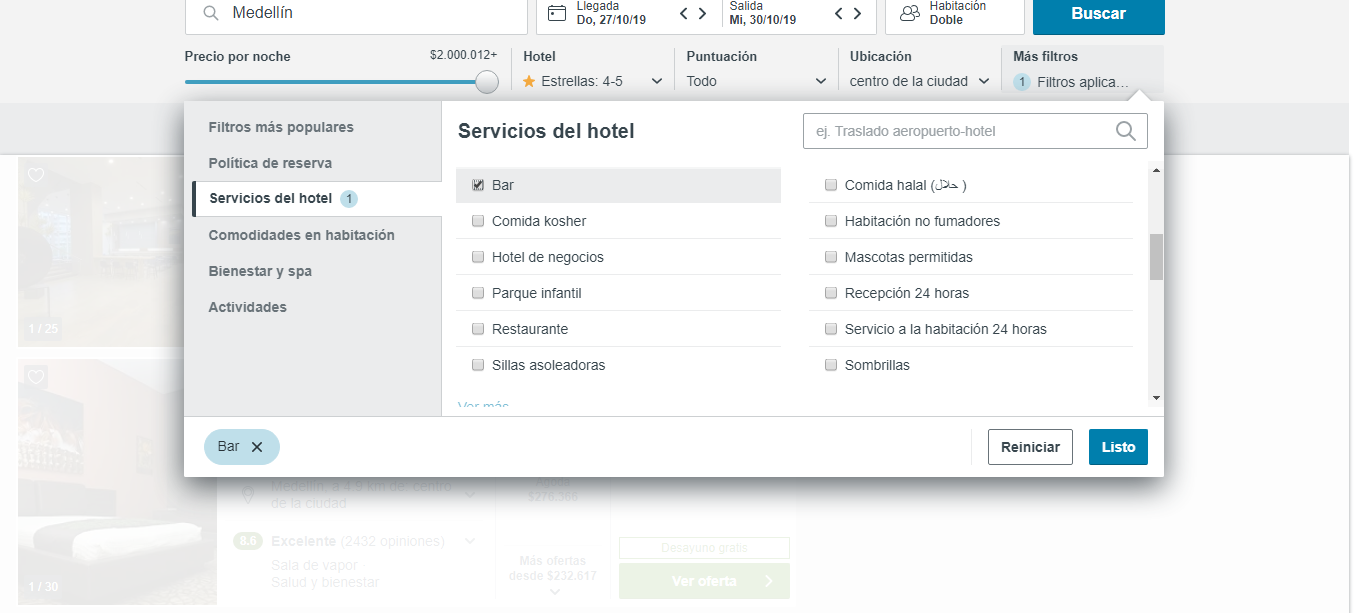 Medellín
Llegada
Do, 27/10/19
Salida
Mi, 30/10/19
Habitación
Doble
Buscar
Precio por noche
$2.000.012+
Hotel
Estrellas: 4-5
Puntuación
Todo
Ubicación
centro de la ciudad
Más filtros
1 Filtros aplica...
Filtros más populares
Política de reserva
Servicios del hotel 1
Comodidades en habitación
Bienestar y spa
Actividades
Servicios del hotel
ej. Traslado aeropuerto-hotel
Bar
Comida halal (حلال )
Comida kosher
Habitación no fumadores
Hotel de negocios
Mascotas permitidas
Parque infantil
Recepción 24 horas
Restaurante
Servicio a la habitación 24 horas
Sillas asoleadoras
Sombrillas
Ver más
Bar
Reiniciar
Listo
1 / 25
Medellín, a 4.9 km de: centro
de la ciudad
$276.366
8.6 Excelente (2432 opiniones)
Sala de vapor ·
Salud y bienestar
Más ofertas
desde $232.617
Desayuno gratis
Ver oferta
1 / 30